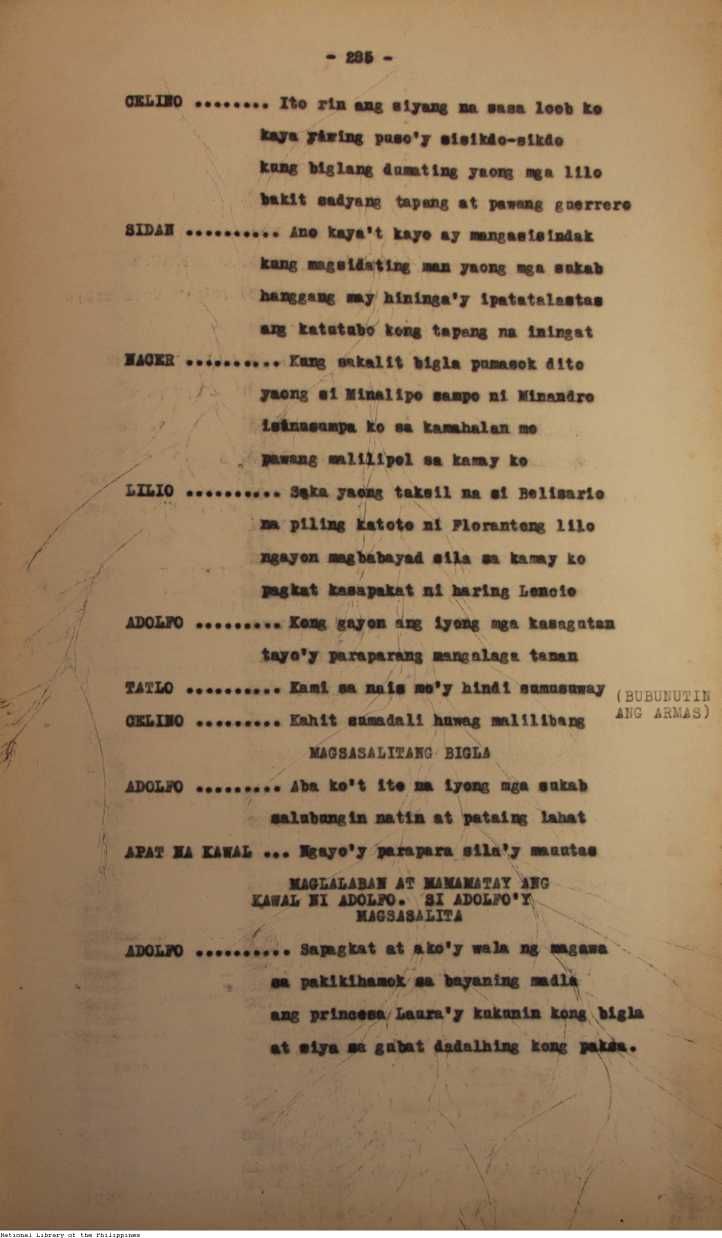 - 285 -
CELINO ........ Ito rin ang siyang na sasa loob ko
kaya yaring puso'y sisikdo-sikdo
kung biglang dumating yaong mga lilo
bakit sadyang tapang at pawang guerrero
SIDAN .......... Ano kaya't kayo ay mangasisindak
kung magsidating man yaong mga sukab
hanggang may hininga'y ipatatalastas
ang katutubo kong tapang na iningat
NACER .......... Kung sakalit bigla pumasok dito
yaong si Minalipo sampo ni Minandro
isinusumpa ko sa kamahalan mo
pawang malilipol sa kamay ko
LILIO .......... Saka yaong taksil na si Belisario
na piling katoto ni Floranteng lilo
ngayon magbabayad sila sa kamay ko
pagkat kasapakat ni haring Lencio
ADOLFO ......... Kong gayon ang iyong mga kasagutan
tayo'y paraparang mangalaga tanan
TATLO .......... Kami sa nais mo'y hindi sumusuway (BUBUNUTIN
ANG ARMAS)
CELINO ......... Kahit sumadali huwag malilibang
MAGSASALITANG BIGLA
ADOLFO ......... Aba ko't ito na iyong mga sukab
salubungin natin at pataing lahat
APAT NA KAWAL ... Ngayo'y parapara sila'y mauutas
MAGLALABAN AT MAMAMATAY ANG
KAWAL NI ADOLFO. SI ADOLFO'Y
MAGSASALITA
ADOLFO .......... Sapagkat at ako'y wala ng magawa
sa pakikihamok sa bayaning madla
ang princesa Laura'y kukunin kong bigla
at siya sa gubat dadalhing kong paksa.
National Library of the Philippines